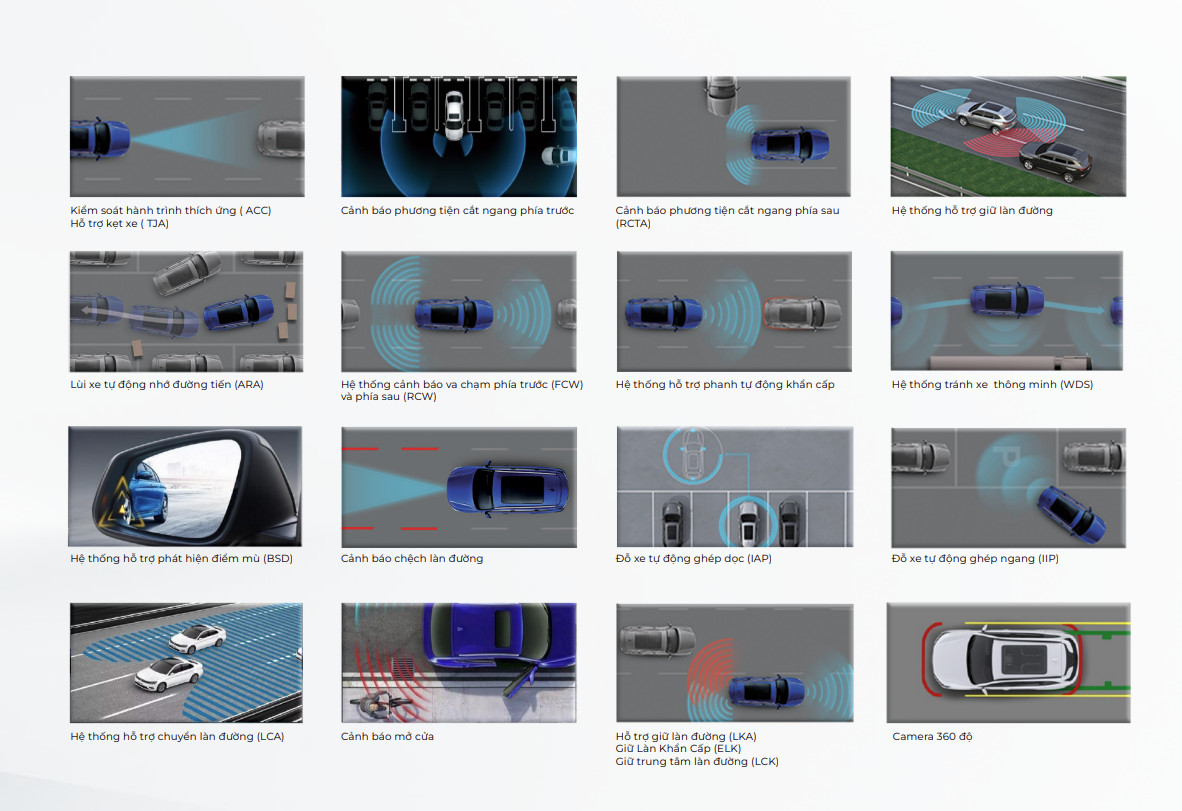 Kiểm soát hành trình thích ứng ( ACC)
Hỗ trợ kẹt xe ( TJA)
Cảnh báo phương tiện cắt ngang phía trước
Cảnh báo phương tiện cắt ngang phía sau
(RCTA)
Hệ thống hỗ trợ giữ làn đường
Lùi xe tự động nhớ đường tiến (ARA)
Hệ thống cảnh báo va chạm phía trước (FCW)
và phía sau (RCW)
Hệ thống hỗ trợ phanh tự động khẩn cấp
Hệ thống tránh xe thông minh (WDS)
P
Hệ thống hỗ trợ phát hiện điểm mù (BSD)
Cảnh báo chệch làn đường
Đỗ xe tự động ghép dọc (IAP)
Đỗ xe tự động ghép ngang (IIP)
Hệ thống hỗ trợ chuyển làn đường (LCA)
Cảnh báo mở cửa
Hỗ trợ giữ làn đường (LKA)
Giữ Làn Khẩn Cấp (ELK)
Giữ trung tâm làn đường (LCK)
Camera 360 độ